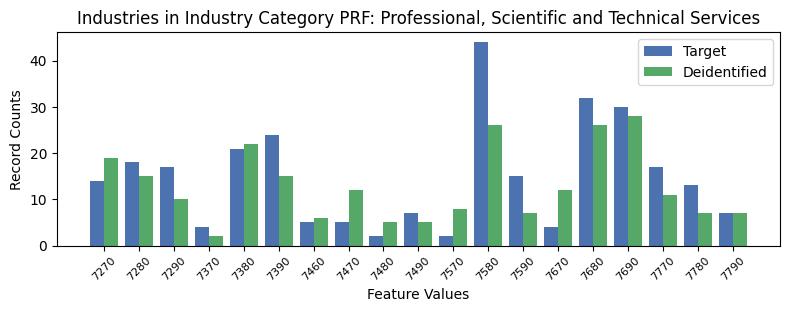 Industries in Industry Category PRF: Professional, Scientific and Technical Services
Target
Deidentified
Record Counts
40
30
20
10
0
7270 7280 7290 7370 7380 7390 7460 7470 7480 7490 7570 7580 7590 7670 7680 7690 7770 7780 7790
Feature Values